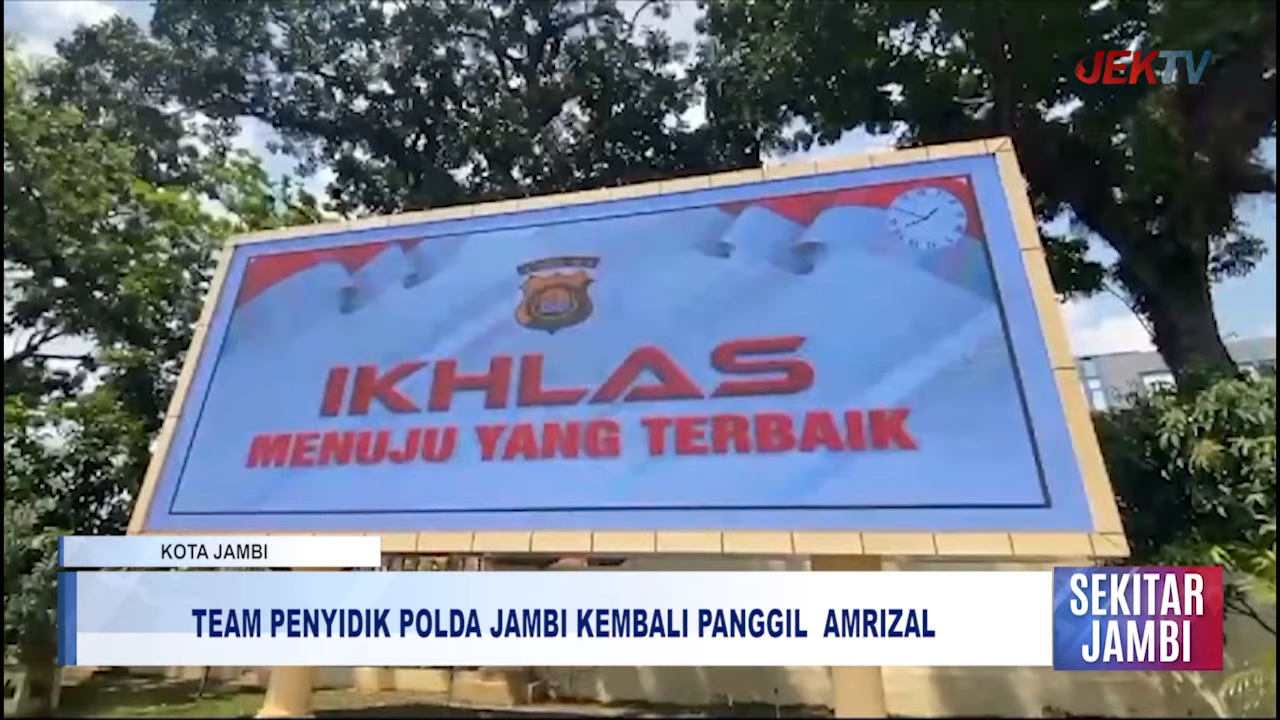 JEKTV
IKHLAS
MENUJU YANG TERBAIK
KOTA JAMBI
TEAM PENYIDIK POLDA JAMBI KEMBALI PANGGIL AMRIZAL
SEKITAR
JAMBI